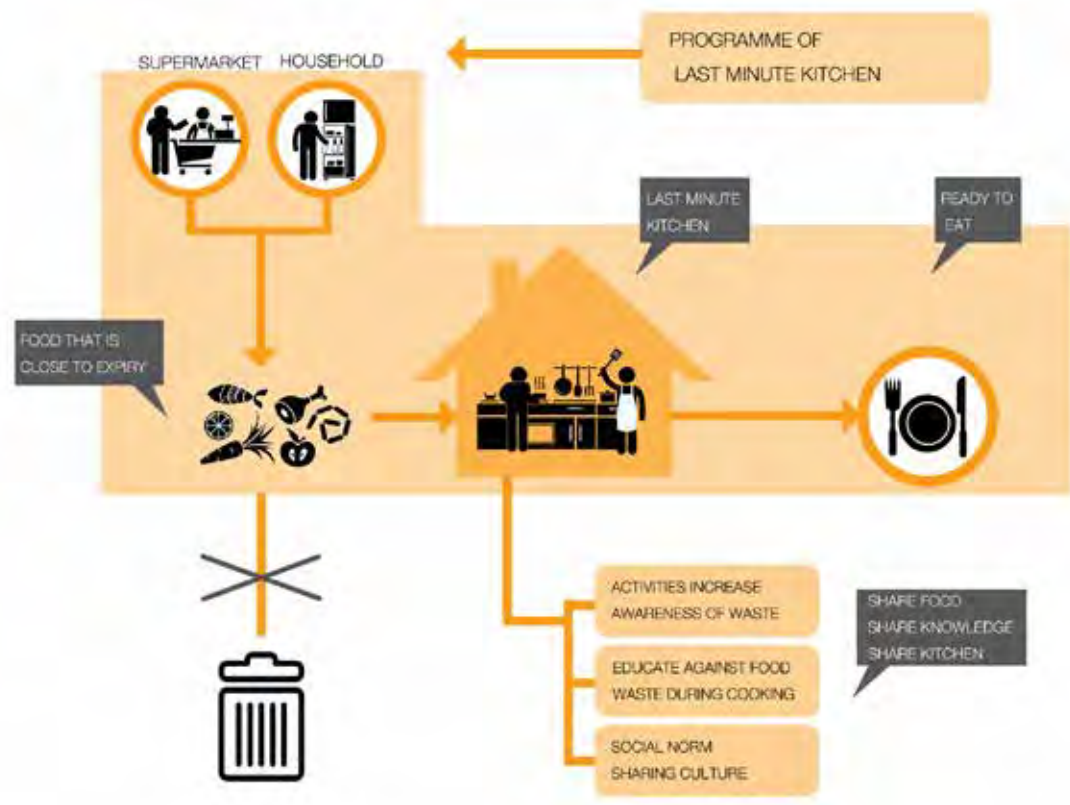 PROGRAMME OF
LAST MINUTE KITCHEN
SUPERMARKET
HOUSEHOLD
LAST MINUTE
KITCHEN
READY TO
EAT
FOOD THAT IS
CLOSE TO EXPIRY
ACTIVITIES INCREASE
AWARENESS OF WASTE
EDUCATE AGAINST FOOD
WASTE DURING COOKING
SOCIAL NORM
SHARING CULTURE
SHARE FOOD
SHARE KNOWLEDGE
SHARE KITCHEN